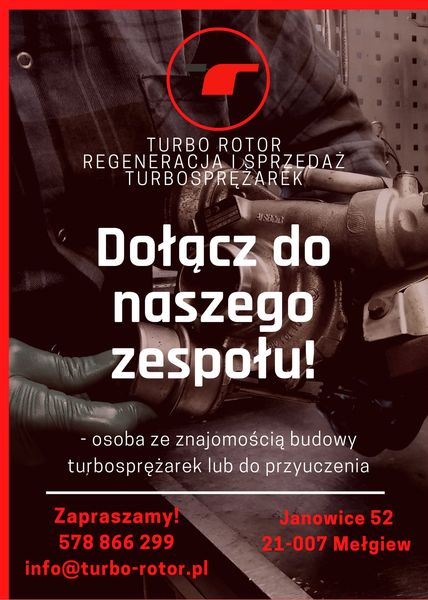 TURBO ROTOR
REGENERACJA I SPRZEDAŻ
TURBOSPRĘŻAREK
Dołącz do
naszego
zespołu!
- osoba ze znajomością budowy
turbosprężarek lub do przyuczenia
Zapraszamy!
578 866 299
info@turbo-rotor.pl
Janowice 52
21-007 Mełgiew